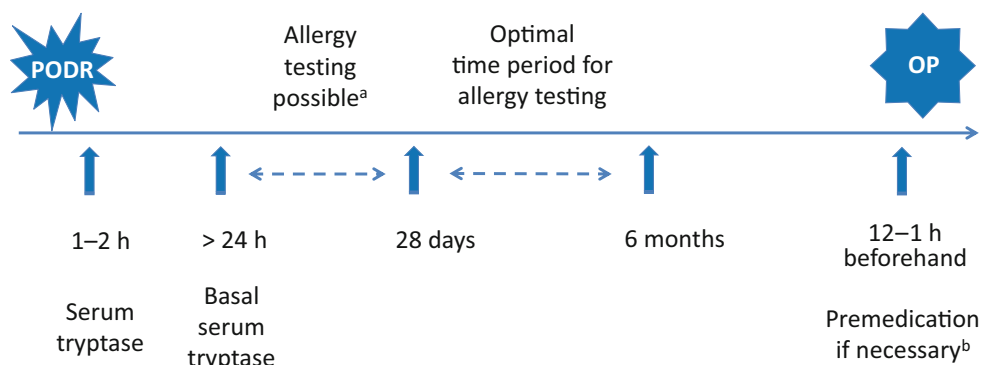 PODR
Allergy
testing
possibleᵃ
Optimal
time period for
allergy testing
OP
1–2 h
> 24 h
28 days
6 months
12–1 h
beforehand
Serum
tryptase
Basal
serum
tryptase
Premedication
if necessaryᵇ